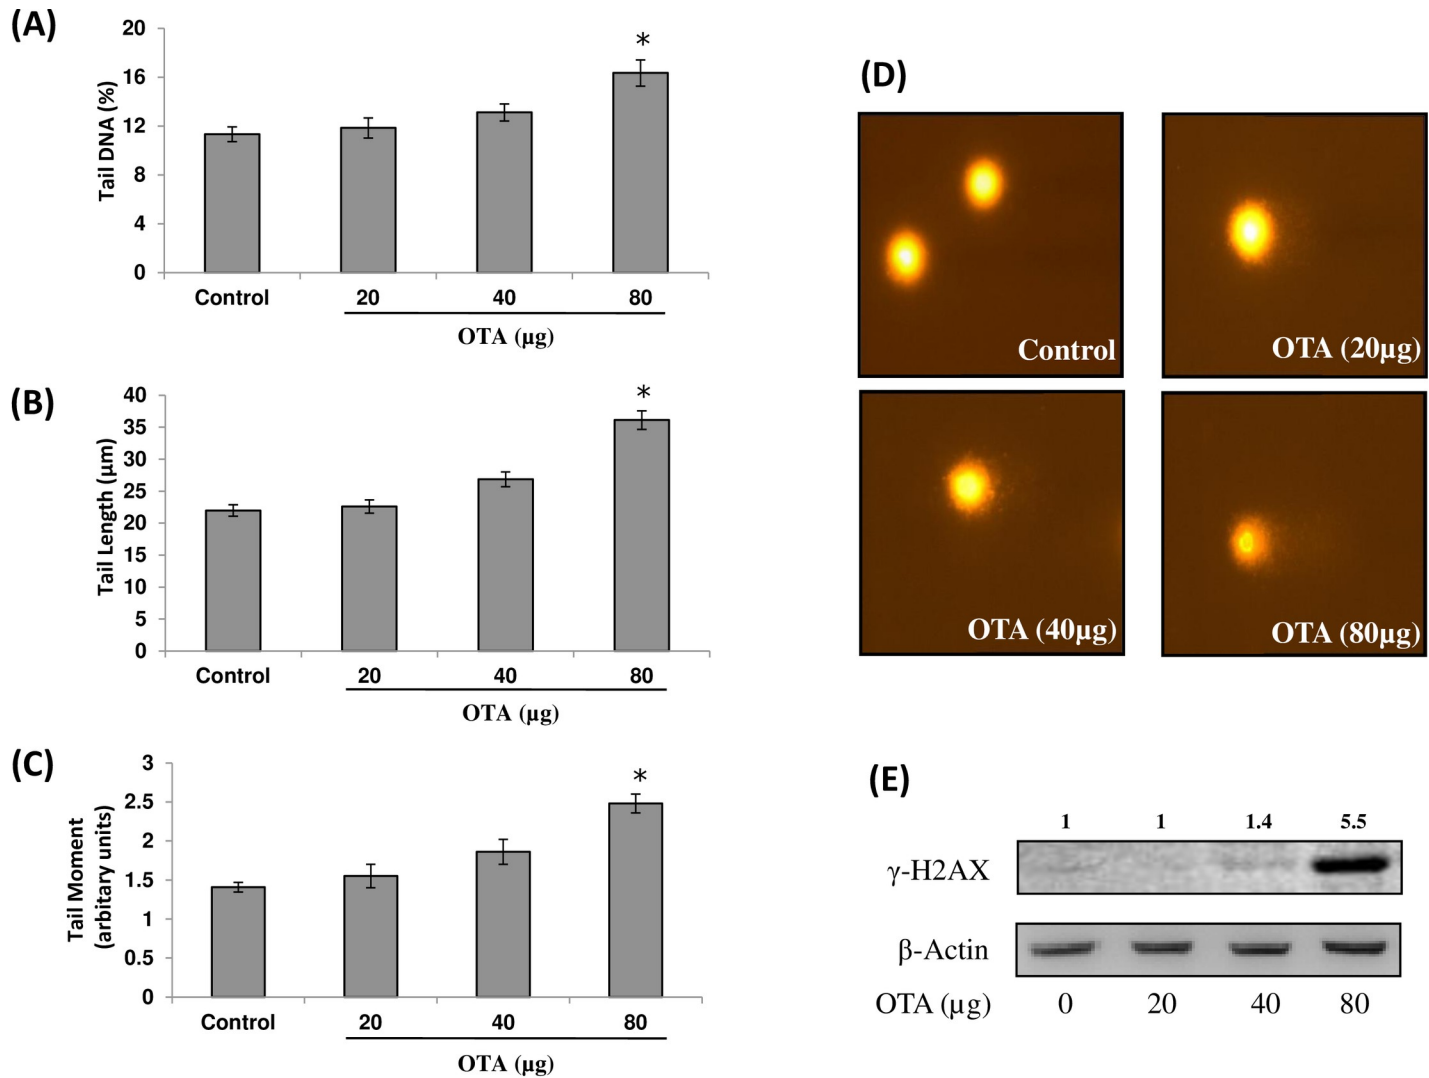 (A)
20
16
12
8
4
0
Tail DNA (%)
*
Control 20 40 80
OTA (µg)
(B)
40
35
30
25
20
15
10
5
0
Tail Length (µm)
*
Control 20 40 80
OTA (µg)
(C)
3
2.5
2
1.5
1
0.5
0
Tail Moment
(arbitary units)
*
Control 20 40 80
OTA (µg)
(D)
Control
OTA (20µg)
OTA (40µg)
OTA (80µg)
(E)
1 1 1.4 5.5
γ-H2AX
β-Actin
OTA (µg) 0 20 40 80